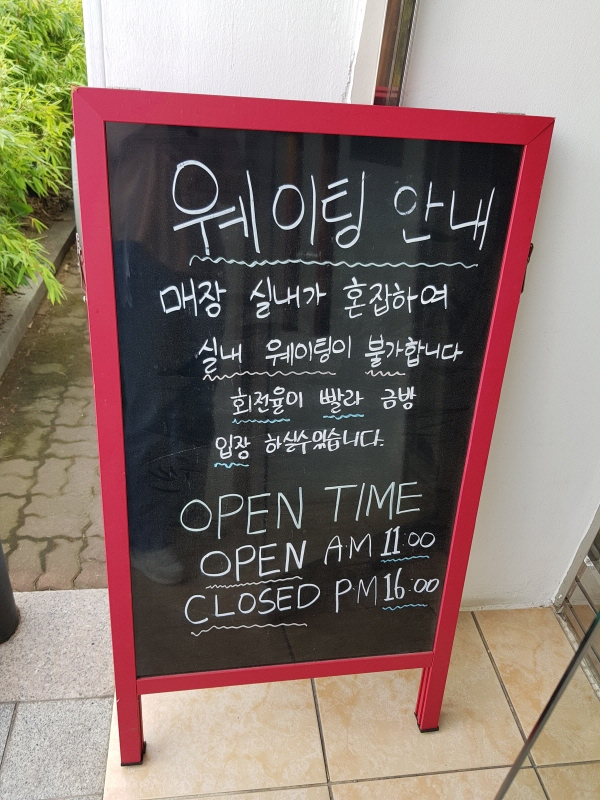 웨이팅 안내
매장 실내가 혼잡하여
실내 웨이팅이 불가합니다
회전율이 빨라 금방
입장 하실수있습니다.
OPEN TIME
OPEN A.M 11:00
CLOSED P.M 16:00